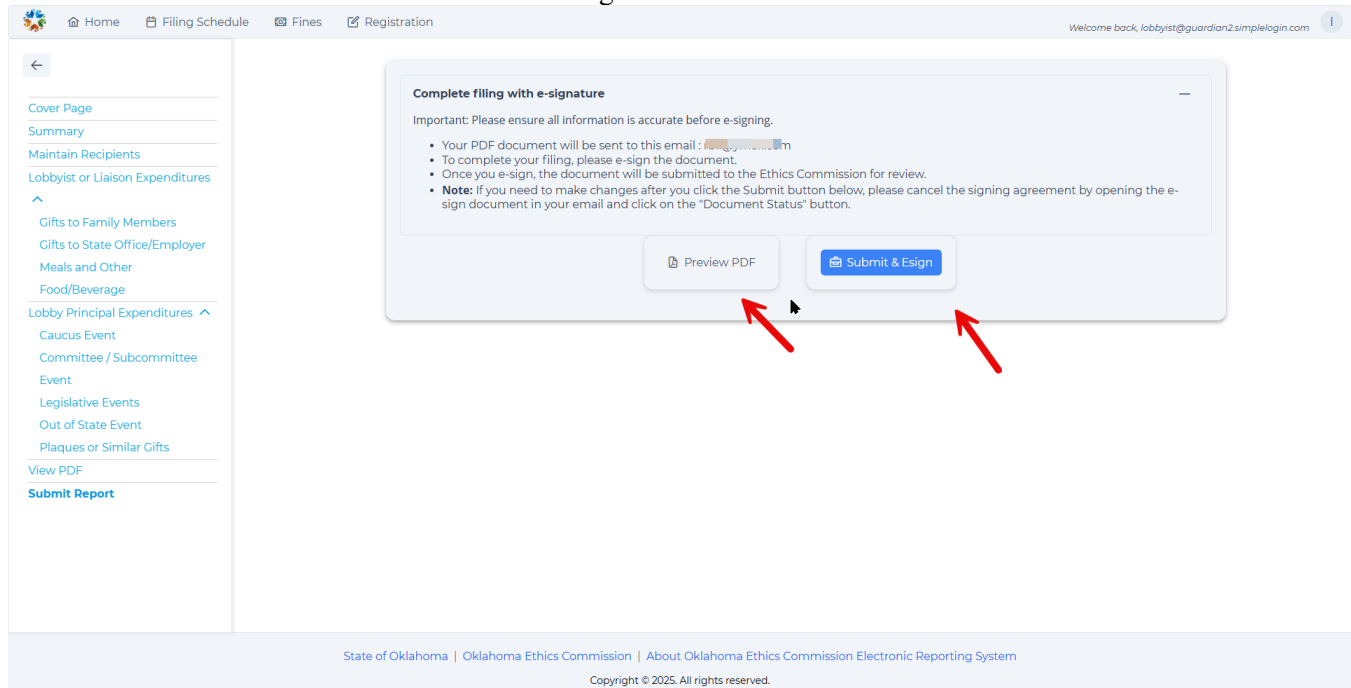 Home Filing Schedule Fines Registration
Welcome back, lobbyist@guardian2.simplelogin.com I
Cover Page
Summary
Maintain Recipients
Lobbyist or Liaison Expenditures
Gifts to Family Members
Gifts to State Office/Employer
Meals and Other
Food/Beverage
Lobby Principal Expenditures
Caucus Event
Committee / Subcommittee
Event
Legislative Events
Out of State Event
Plaques or Similar Gifts
View PDF
Submit Report
Complete filing with e-signature
Important: Please ensure all information is accurate before e-signing.
• Your PDF document will be sent to this email :
• To complete your filing, please e-sign the document.
• Once you e-sign, the document will be submitted to the Ethics Commission for review.
• Note: If you need to make changes after you click the Submit button below, please cancel the signing agreement by opening the e-
sign document in your email and click on the "Document Status" button.
Preview PDF Submit & Esign
State of Oklahoma | Oklahoma Ethics Commission | About Oklahoma Ethics Commission Electronic Reporting System
Copyright © 2025. All rights reserved.